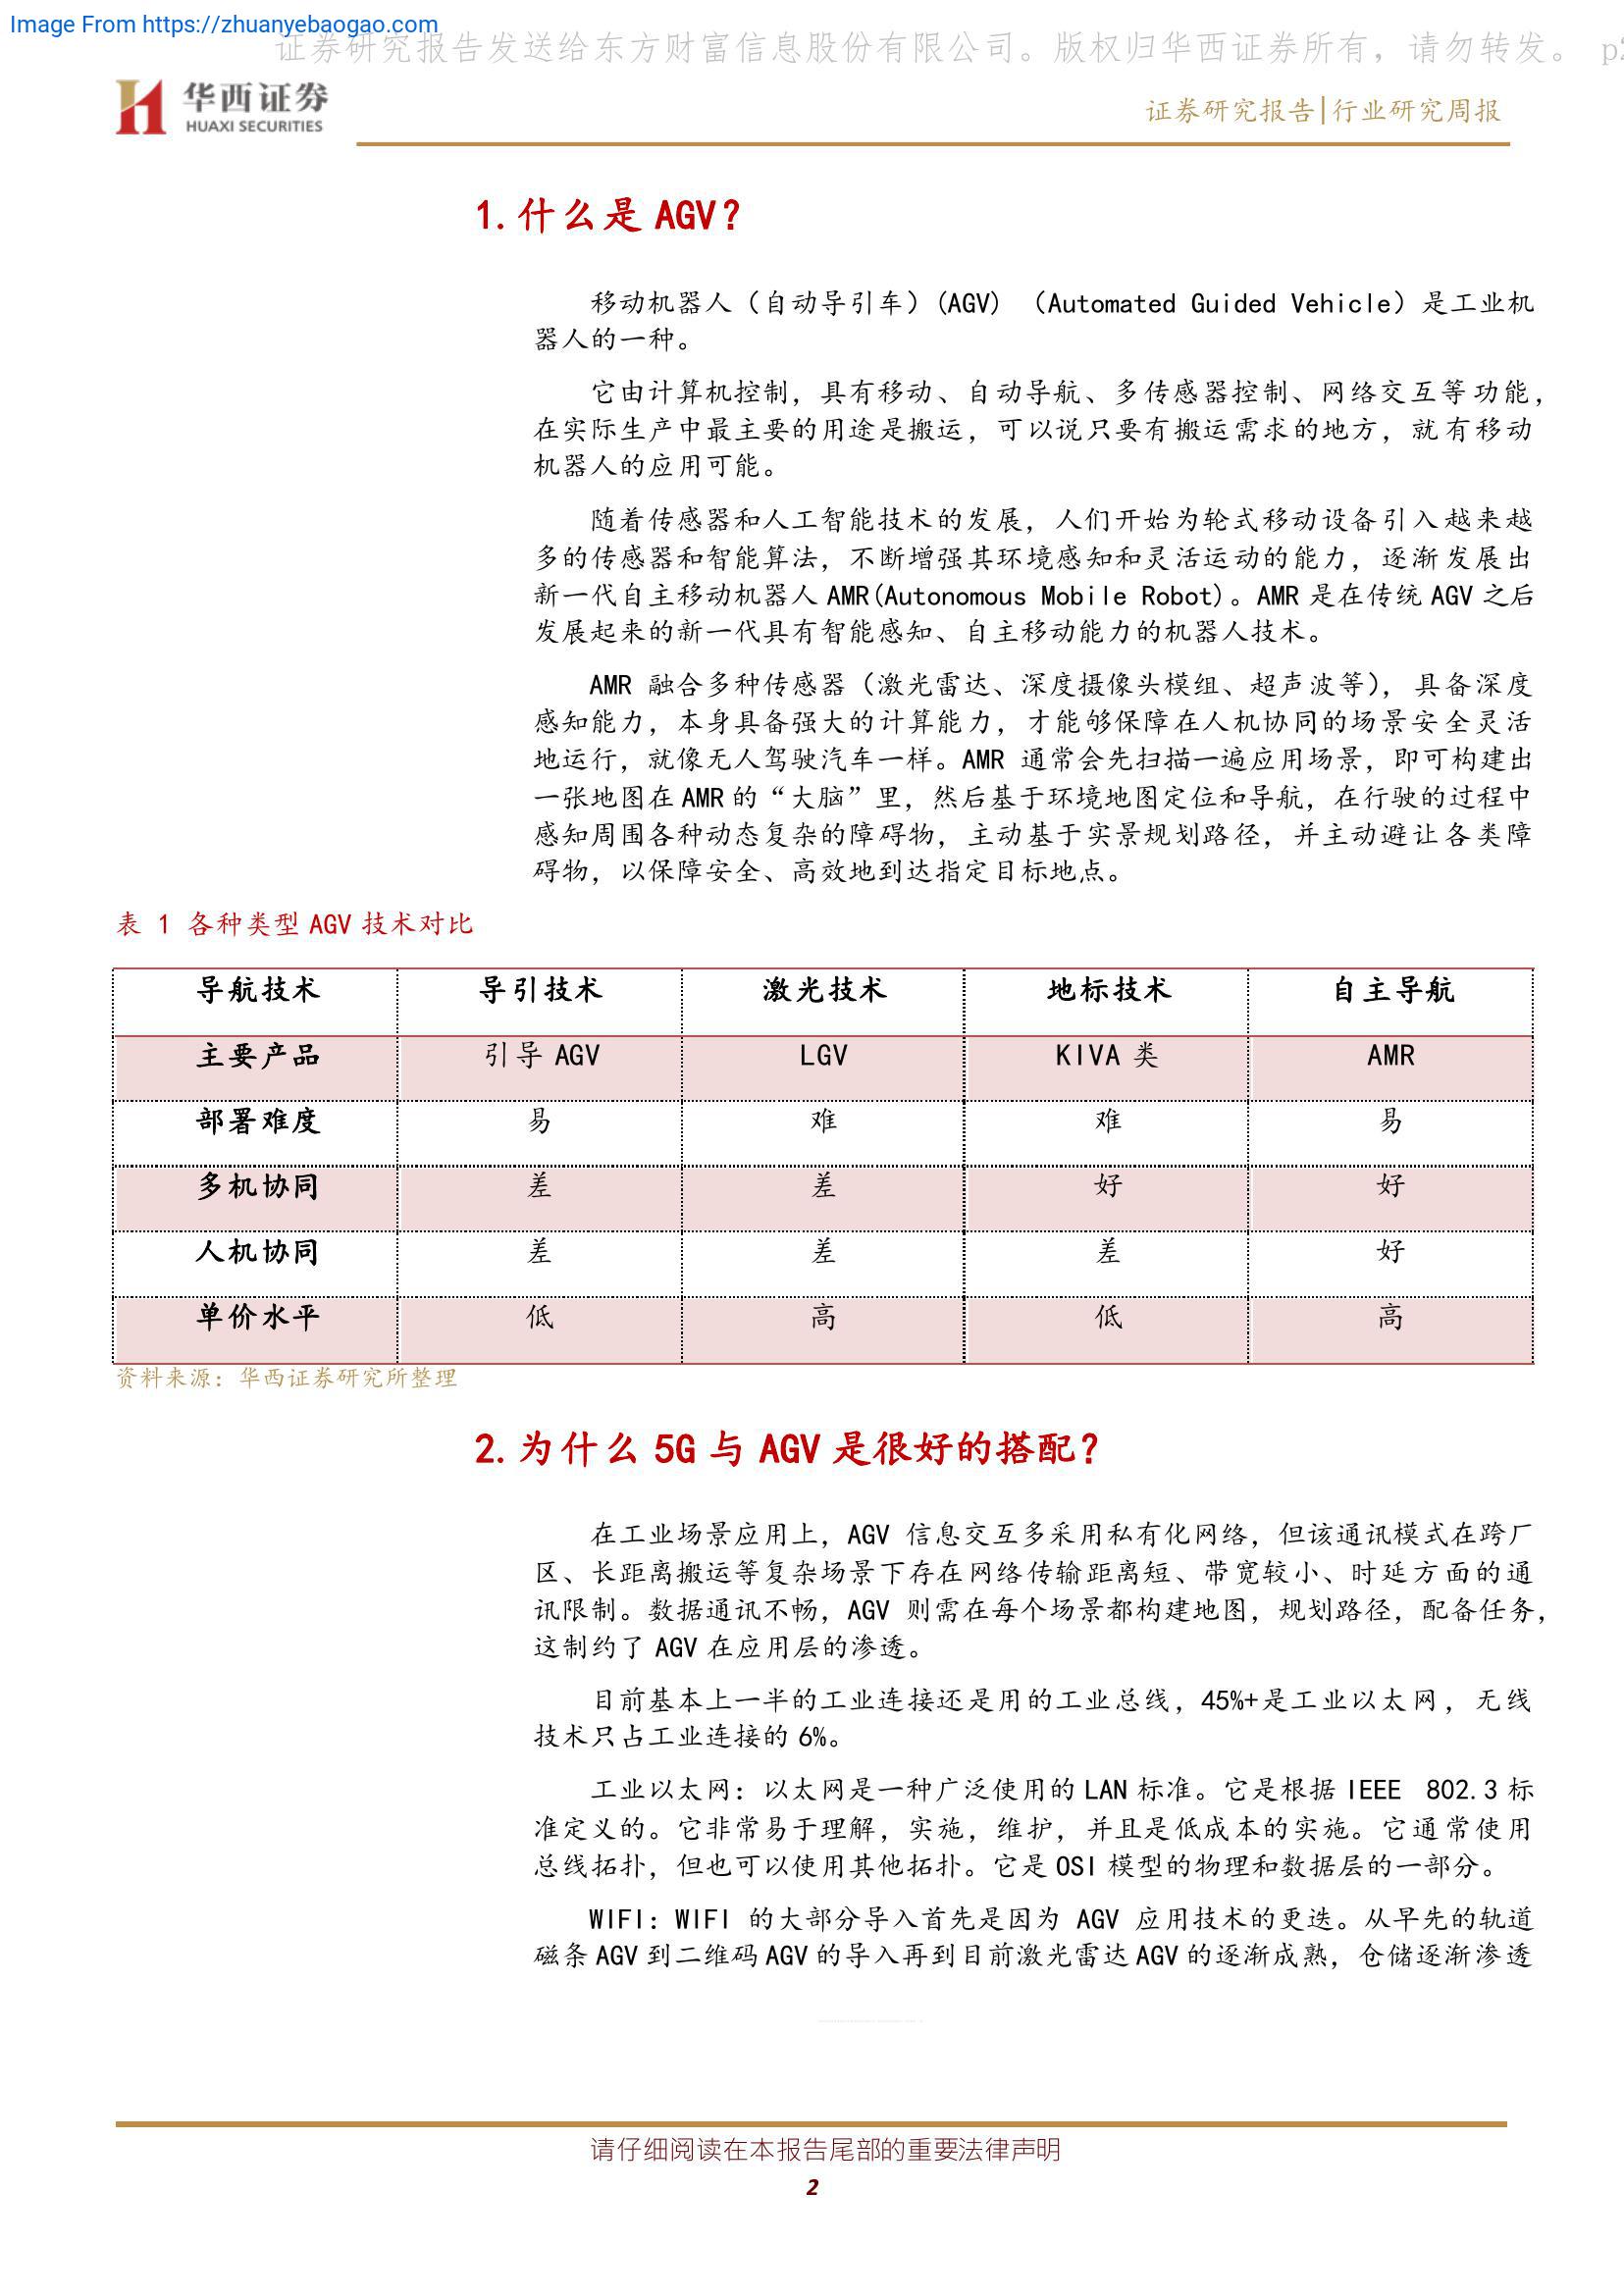 Image From https://zhuanyebaogao.com
证券研究报告发送给东方财富信息股份有限公司。版权归华西证券所有，请勿转发。 p2
华西证券
HUAXI SECURITIES
证券研究报告|行业研究周报
1.什么是 AGV？
移动机器人（自动导引车）(AGV) （Automated Guided Vehicle）是工业机
器人的一种。
它由计算机控制，具有移动、自动导航、多传感器控制、网络交互等功能，
在实际生产中最主要的用途是搬运，可以说只要有搬运需求的地方，就有移动
机器人的应用可能。
随着传感器和人工智能技术的发展，人们开始为轮式移动设备引入越来越
多的传感器和智能算法，不断增强其环境感知和灵活运动的能力，逐渐发展出
新一代自主移动机器人 AMR(Autonomous Mobile Robot)。AMR 是在传统 AGV 之后
发展起来的新一代具有智能感知、自主移动能力的机器人技术。
AMR 融合多种传感器（激光雷达、深度摄像头模组、超声波等），具备深度
感知能力，本身具备强大的计算能力，才能够保障在人机协同的场景安全灵活
地运行，就像无人驾驶汽车一样。AMR 通常会先扫描一遍应用场景，即可构建出
一张地图在 AMR 的“大脑”里，然后基于环境地图定位和导航，在行驶的过程中
感知周围各种动态复杂的障碍物，主动基于实景规划路径，并主动避让各类障
碍物，以保障安全、高效地到达指定目标地点。
表 1 各种类型 AGV 技术对比
导航技术 导引技术 激光技术 地标技术 自主导航
主要产品 引导 AGV LGV KIVA 类 AMR
部署难度 易 难 难 易
多机协同 差 差 好 好
人机协同 差 差 差 好
单价水平 低 高 低 高
资料来源：华西证券研究所整理
2.为什么 5G 与 AGV 是很好的搭配？
在工业场景应用上，AGV 信息交互多采用私有化网络，但该通讯模式在跨厂
区、长距离搬运等复杂场景下存在网络传输距离短、带宽较小、时延方面的通
讯限制。数据通讯不畅，AGV 则需在每个场景都构建地图，规划路径，配备任务，
这制约了 AGV 在应用层的渗透。
目前基本上一半的工业连接还是用的工业总线，45%+是工业以太网，无线
技术只占工业连接的 6%。
工业以太网：以太网是一种广泛使用的 LAN 标准。它是根据 IEEE 802.3 标
准定义的。它非常易于理解，实施，维护，并且是低成本的实施。它通常使用
总线拓扑，但也可以使用其他拓扑。它是 OSI 模型的物理和数据层的一部分。
WIFI：WIFI 的大部分导入首先是因为 AGV 应用技术的更迭。从早先的轨道
磁条 AGV 到二维码 AGV 的导入再到目前激光雷达 AGV 的逐渐成熟，仓储逐渐渗透
请仔细阅读在本报告尾部的重要法律声明
2